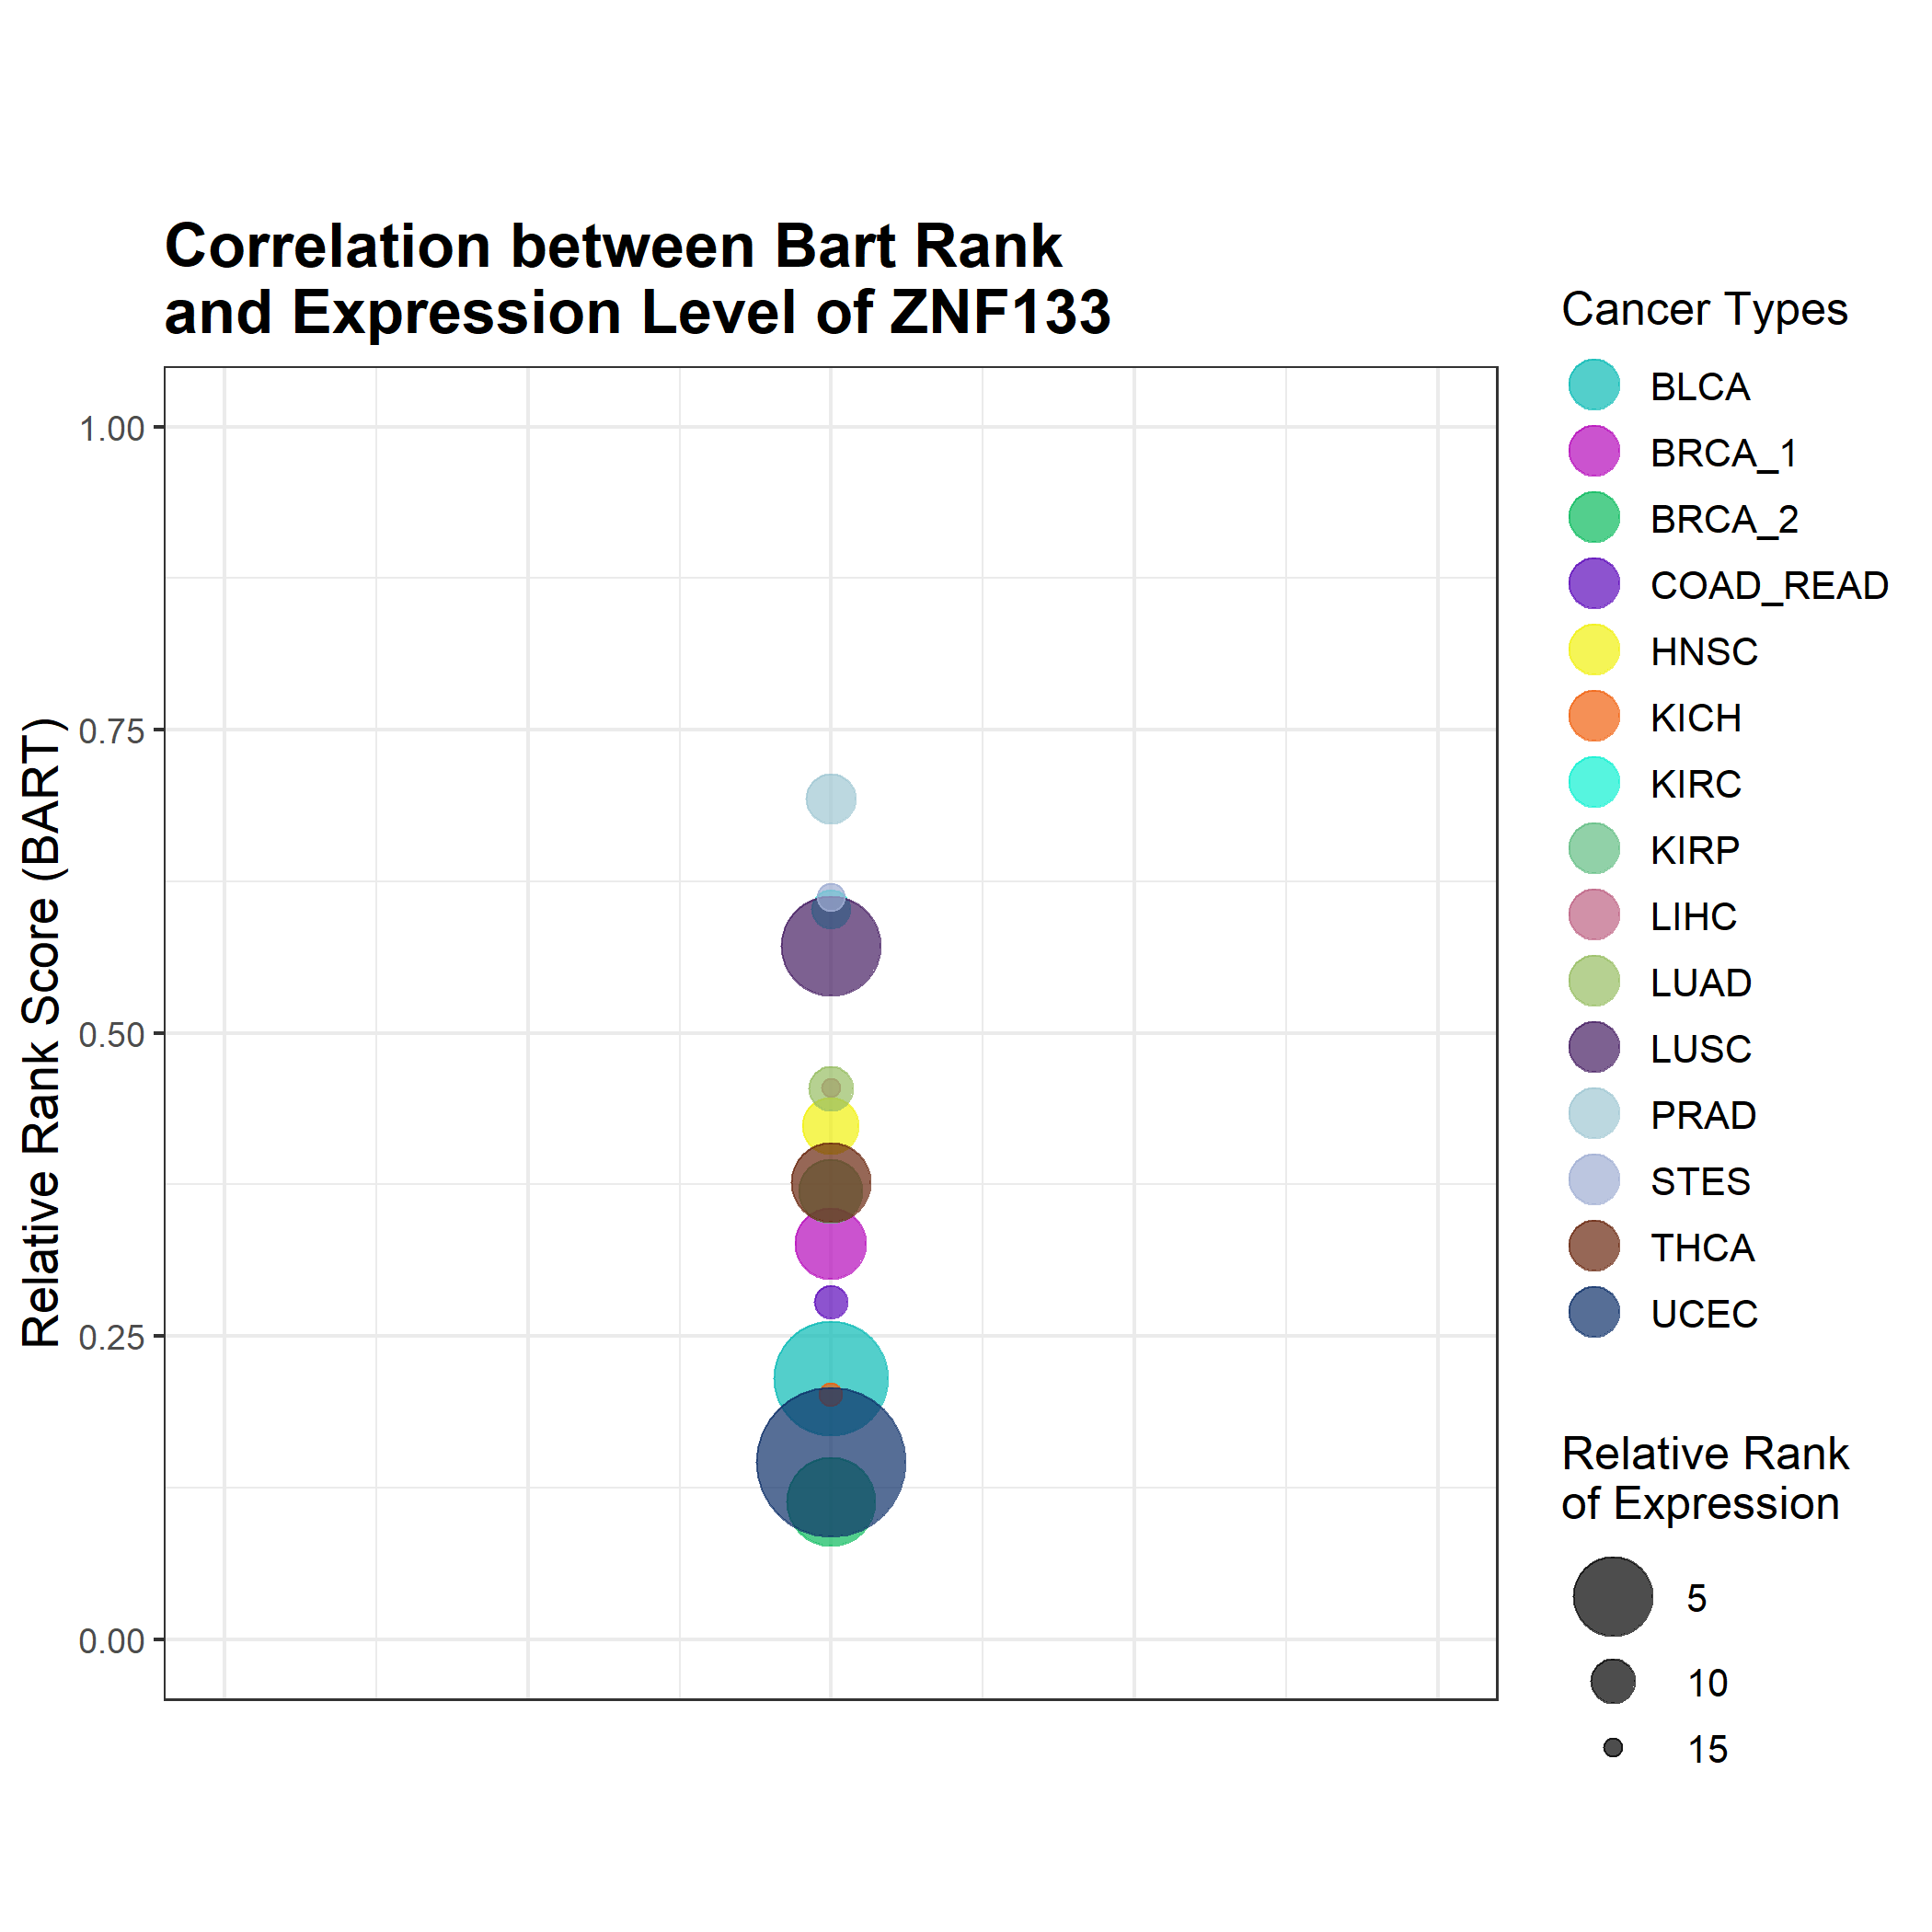 Correlation between Bart Rank
and Expression Level of ZNF133
Relative Rank Score (BART)
1.00
0.75
0.50
0.25
0.00
Cancer Types
BLCA
BRCA_1
BRCA_2
COAD_READ
HNSC
KICH
KIRC
KIRP
LIHC
LUAD
LUSC
PRAD
STES
THCA
UCEC
Relative Rank
of Expression
5
10
15